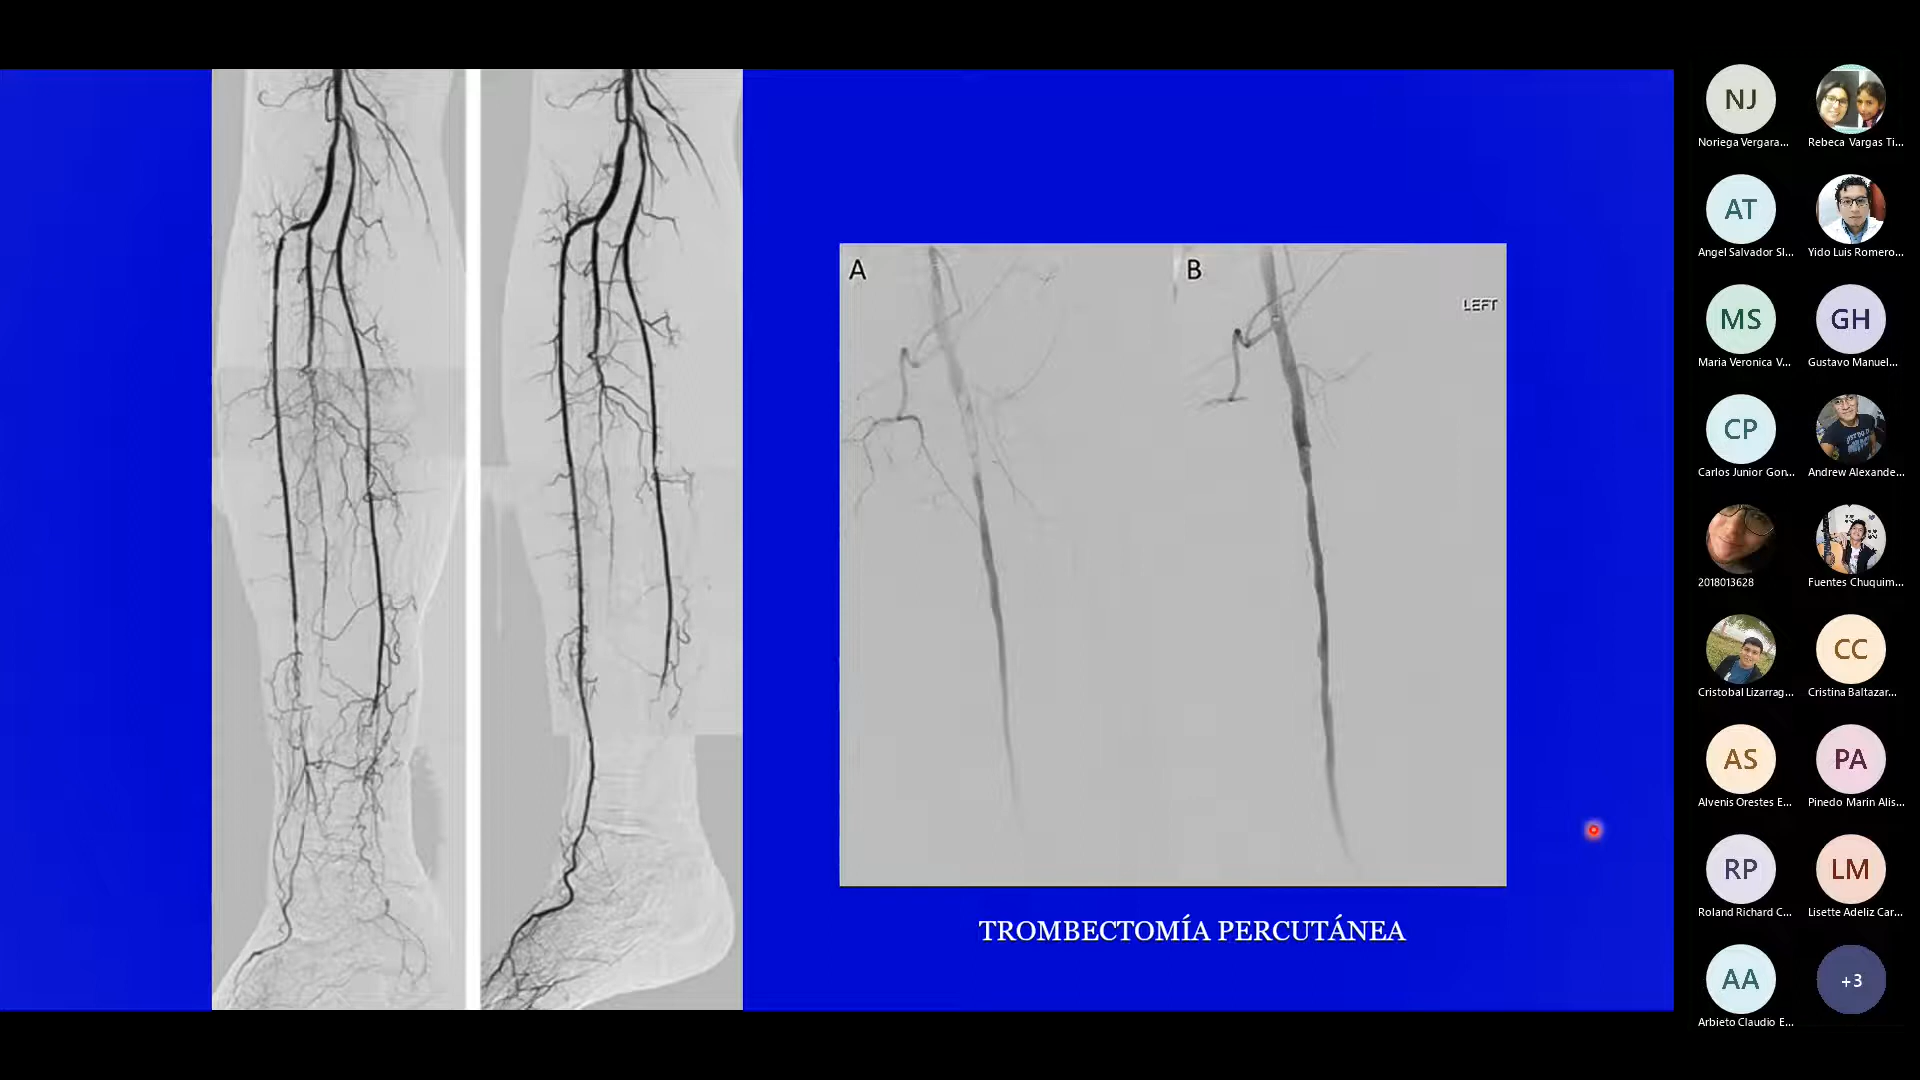 A
B
LEFT
TROMBECTOMÍA PERCUTÁNEA
NJ
Noriega Vergara...
Rebeca Vargas Ti...
AT
Angel Salvador Sl...
Yido Luis Romero...
MS
Maria Veronica V...
GH
Gustavo Manuel...
CP
Carlos Junior Gon...
Andrew Alexande...
2018013628
Fuentes Chuquim...
Cristobal Lizarrag...
CC
Cristina Baltazar...
AS
Alvenis Orestes E...
PA
Pinedo Marin Alis...
RP
Roland Richard C...
LM
Lisette Adeliz Car...
AA
Arbieto Claudio E...
+3